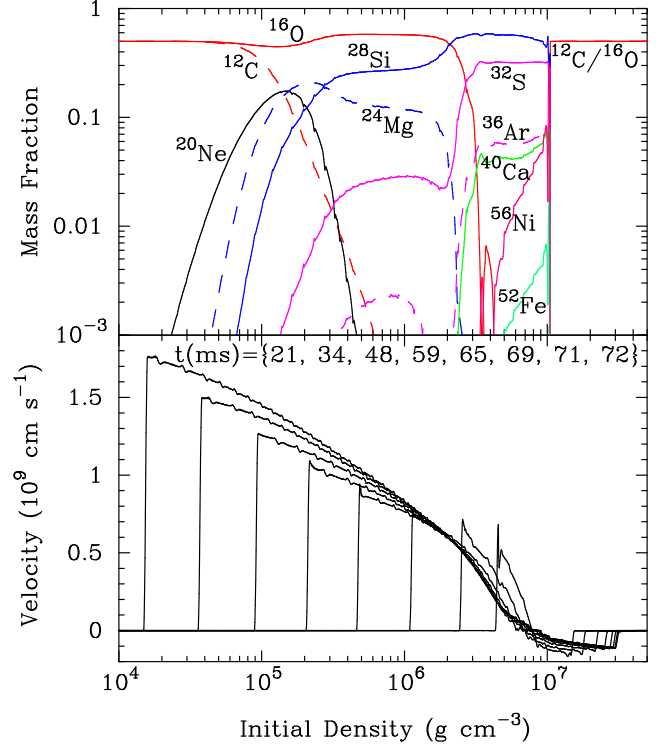 1
0.1
0.01
10⁻³
Mass Fraction
¹⁶O
¹²C
²⁸Si
²⁰Ne
²⁴Mg
¹²C/¹⁶O
³²S
³⁶Ar
⁴⁰Ca
⁵⁶Ni
⁵²Fe
t(ms)={21, 34, 48, 59, 65, 69, 71, 72}
1.5
1
0.5
0
Velocity (10⁹ cm s⁻¹)
10⁴ 10⁵ 10⁶ 10⁷
Initial Density (g cm⁻³)